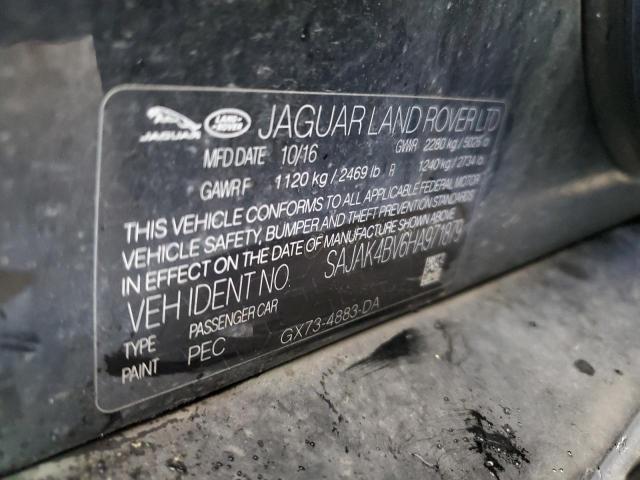 JAGUAR LAND-ROVER JAGUAR LAND ROVER LTD
MFD DATE 10/16 GWR 2280 kg / 5026 lb
GAWR F 1120 kg / 2469 lb R 1240 kg / 2734 lb
THIS VEHICLE CONFORMS TO ALL APPLICABLE FEDERAL MOTOR
VEHICLE SAFETY, BUMPER AND THEFT PREVENTION STANDARDS
IN EFFECT ON THE DATE OF MANUFACTURE SHOWN ABOVE
VEH IDENT NO. SAJAK4BV6HA971879
TYPE PASSENGER CAR
PAINT PEC GX73-4883-DA